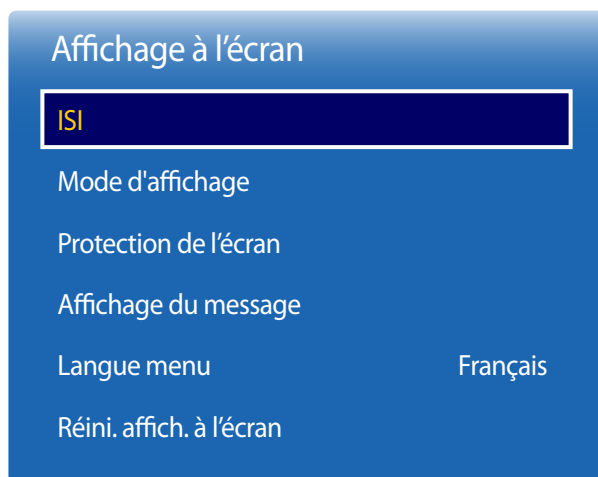 Affichage à l’écran
ISI
Mode d'affichage
Protection de l’écran
Affichage du message
Langue menu Français
Réini. affich. à l’écran